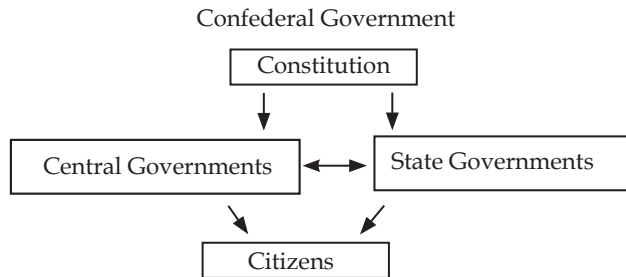 Confederal Government
Constitution
Central Governments
State Governments
Citizens